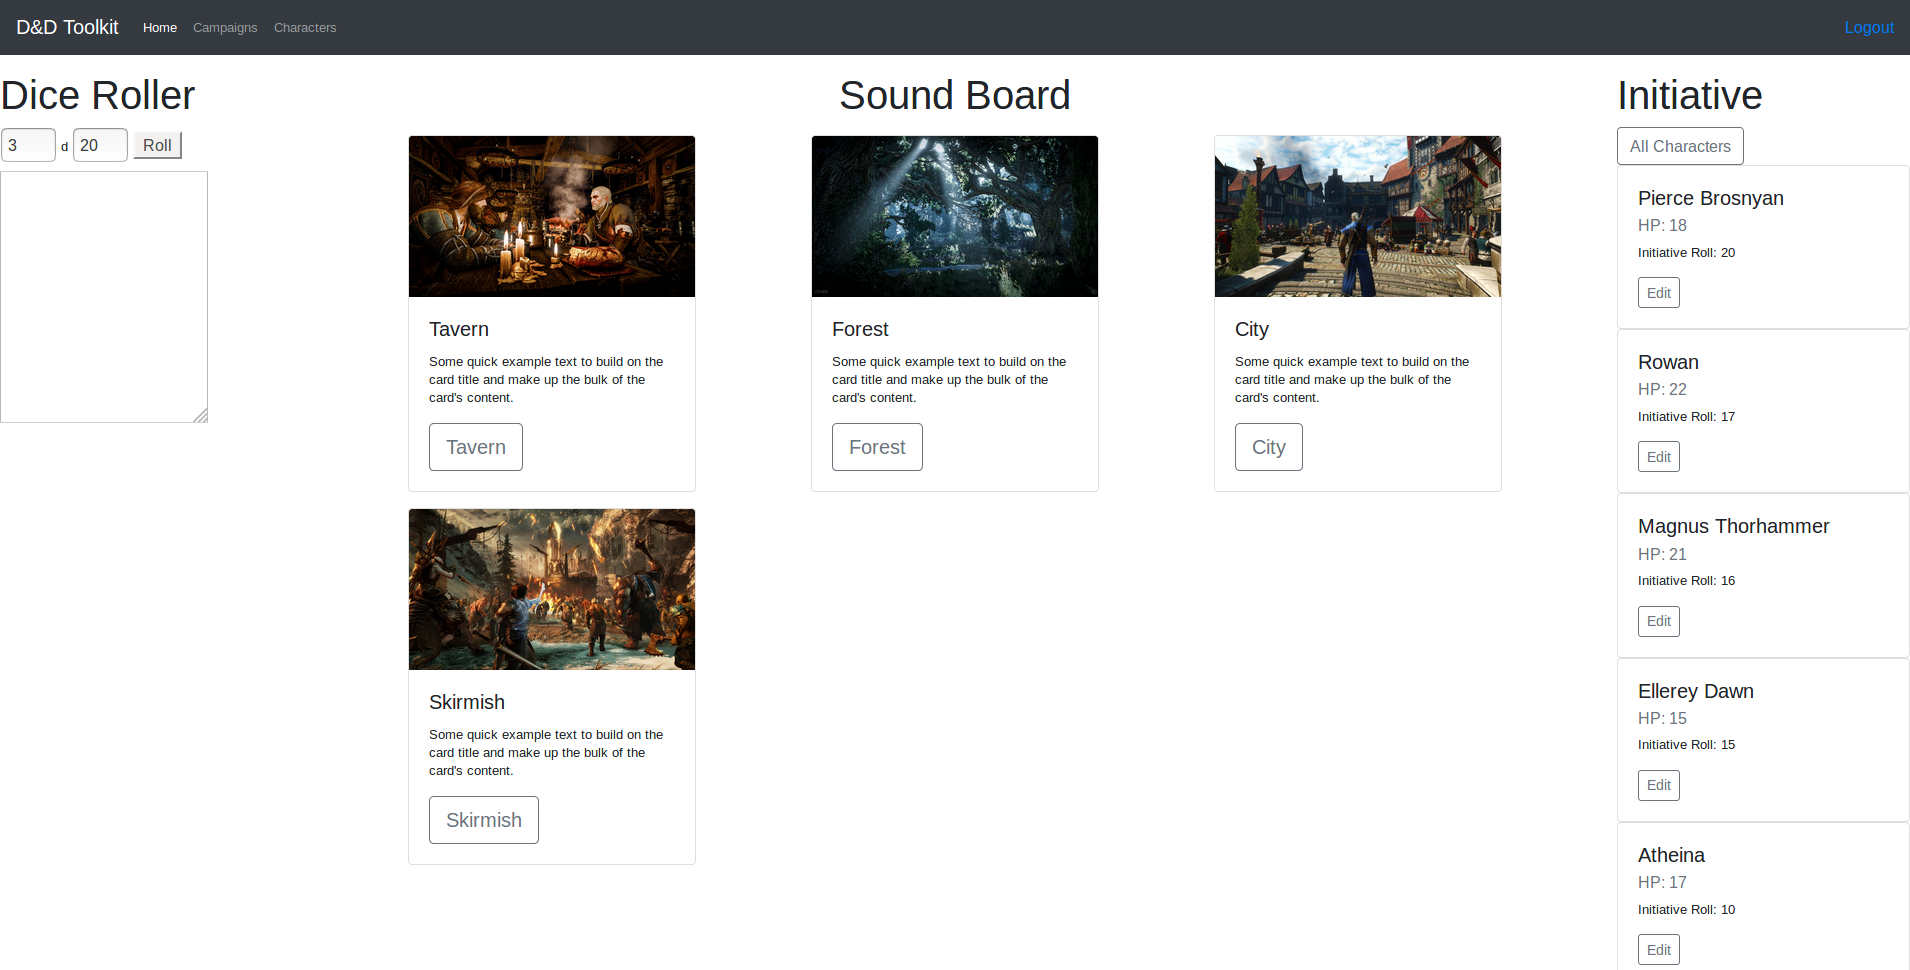 D&D Toolkit Home Campaigns Characters Logout
Dice Roller
3 d 20 Roll
Sound Board
Tavern
Some quick example text to build on the
card title and make up the bulk of the
card's content.
Tavern
Forest
Some quick example text to build on the
card title and make up the bulk of the
card's content.
Forest
City
Some quick example text to build on the
card title and make up the bulk of the
card's content.
City
Skirmish
Some quick example text to build on the
card title and make up the bulk of the
card's content.
Skirmish
Initiative
All Characters
Pierce Brosnyan
HP: 18
Initiative Roll: 20
Edit
Rowan
HP: 22
Initiative Roll: 17
Edit
Magnus Thorhammer
HP: 21
Initiative Roll: 16
Edit
Ellerey Dawn
HP: 15
Initiative Roll: 15
Edit
Atheina
HP: 17
Initiative Roll: 10
Edit